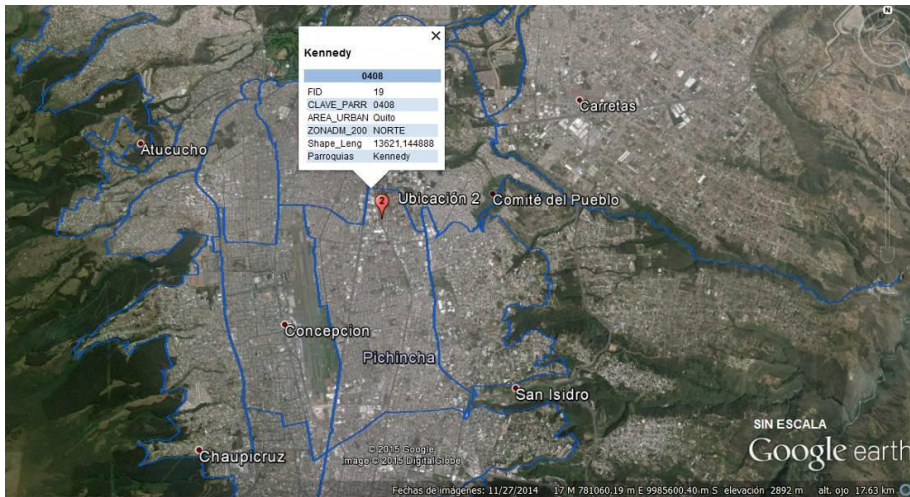 Kennedy
0408
FID 19
CLAVE_PARR 0408
AREA_URBAN Quito
ZONADM_200 NORTE
Shape_Leng 13621,144888
Parroquias Kennedy
N
Carretas
Atucucho
2
Ubicación 2
Comité del Pueblo
Concepcion
Pichincha
San Isidro
SIN ESCALA
Google earth
Chaupicruz
© 2015 Google
Image © 2015 DigitalGlobe
Fechas de imágenes: 11/27/2014 17 M 781060.19 m E 9985600.40 m S elevación 2892 m alt. ojo 17.63 km